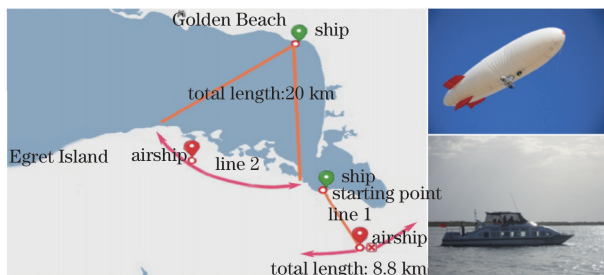 Golden Beach
ship
total length:20 km
Egret Island
airship
line 2
ship
starting point
line 1
airship
total length: 8.8 km